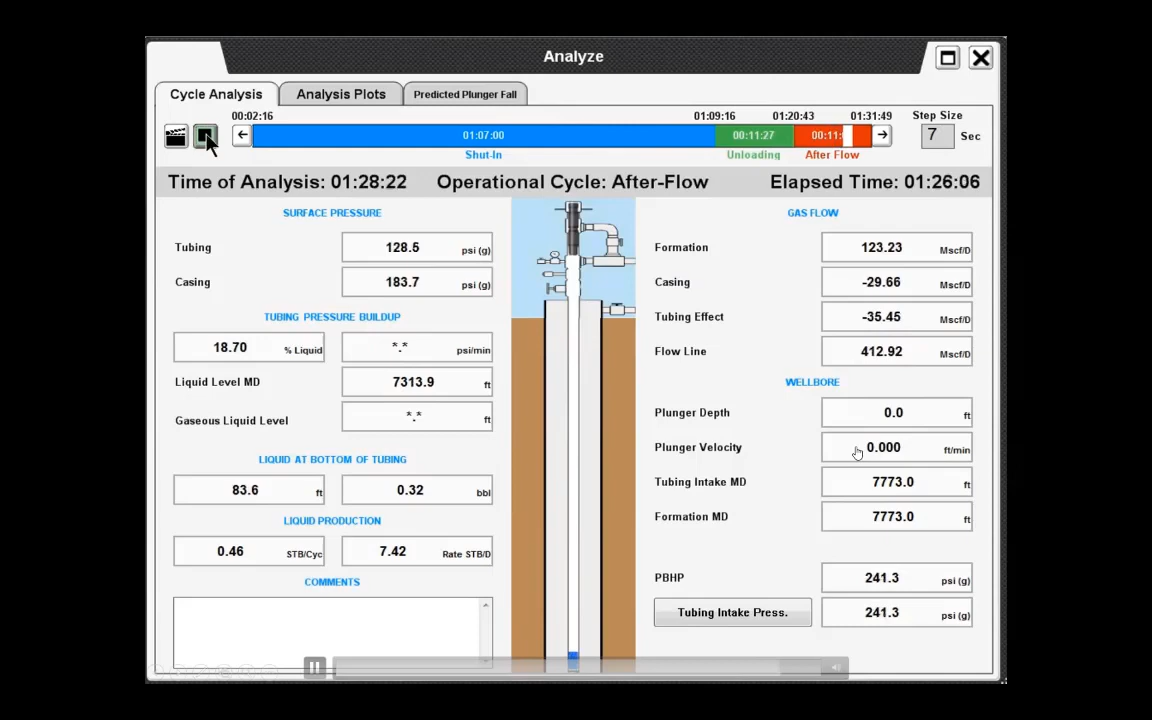 Analyze
Cycle Analysis
Analysis Plots
Predicted Plunger Fall
00:02:16
01:09:16
01:20:43
01:31:49
Step Size
01:07:00
00:11:27
00:11:
7
Sec
Shut-In
Unloading
After Flow
Time of Analysis: 01:28:22
Operational Cycle: After-Flow
Elapsed Time: 01:26:06
SURFACE PRESSURE
Tubing
128.5
psi (g)
Casing
183.7
psi (g)
TUBING PRESSURE BUILDUP
18.70
% Liquid
*.*
psi/min
Liquid Level MD
7313.9
ft
Gaseous Liquid Level
*.*
ft
LIQUID AT BOTTOM OF TUBING
83.6
ft
0.32
bbl
LIQUID PRODUCTION
0.46
STB/Cyc
7.42
Rate STB/D
COMMENTS
GAS FLOW
Formation
123.23
Mscf/D
Casing
-29.66
Mscf/D
Tubing Effect
-35.45
Mscf/D
Flow Line
412.92
Mscf/D
WELLBORE
Plunger Depth
0.0
ft
Plunger Velocity
0.000
ft/min
Tubing Intake MD
7773.0
ft
Formation MD
7773.0
ft
PBHP
241.3
psi (g)
Tubing Intake Press.
241.3
psi (g)